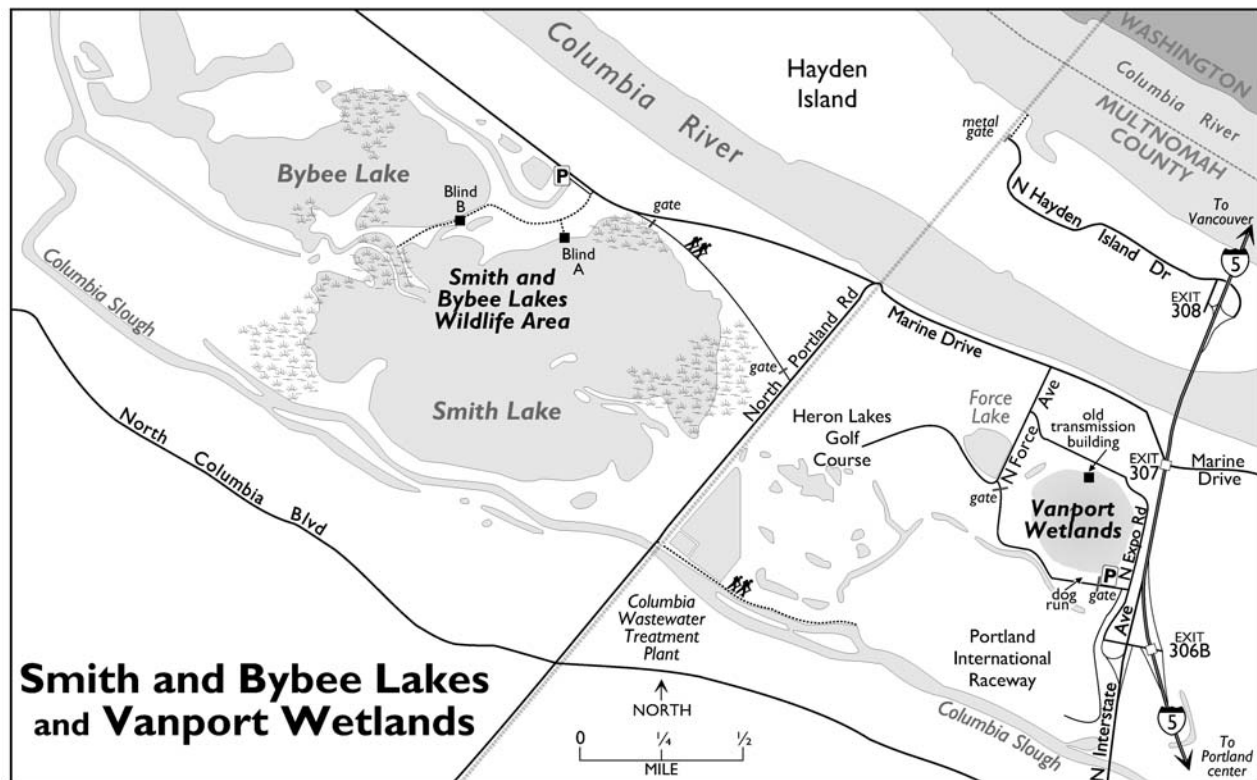 WASHINGTON
Columbia River
MULTNOMAH
COUNTY
Columbia River
Hayden
Island
metal
gate
N Hayden Island Dr
To
Vancouver
5
EXIT
308
Bybee Lake
P
Blind
B
Blind
A
gate
Smith and
Bybee Lakes
Wildlife Area
Columbia Slough
gate
North Portland Rd
Marine Drive
Smith Lake
North Columbia Blvd
Heron Lakes
Golf
Course
Force
Lake
N Force Ave
old
transmission
building
EXIT
307
Marine
Drive
gate
Vanport
Wetlands
N Expo Rd
P
dog
run
gate
Columbia
Wastewater
Treatment
Plant
Portland
International
Raceway
EXIT
306B
N Interstate Ave
Columbia Slough
5
To
Portland
center
Smith and Bybee Lakes
and Vanport Wetlands
NORTH
0 1/4 1/2
MILE